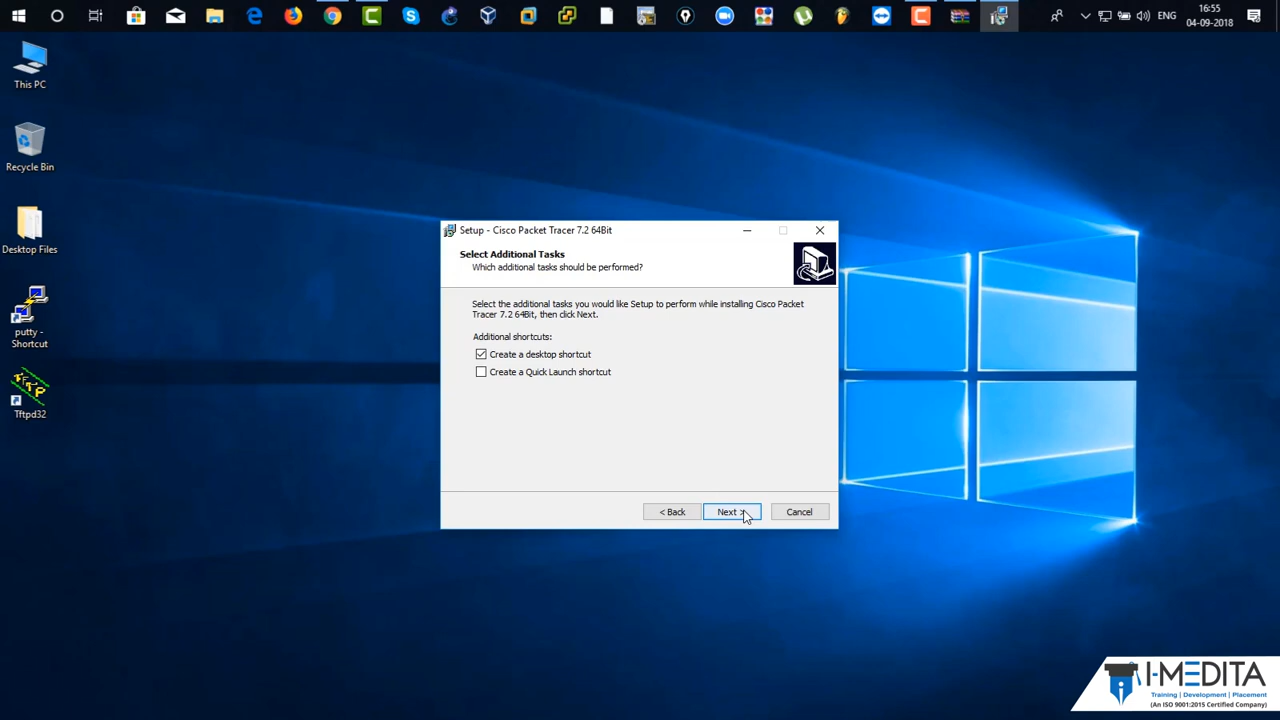 ENG
16:55
04-09-2018
This PC
Recycle Bin
Desktop Files
putty -
Shortcut
Tftpd32
Setup - Cisco Packet Tracer 7.2 64Bit
Select Additional Tasks
Which additional tasks should be performed?
Select the additional tasks you would like Setup to perform while installing Cisco Packet
Tracer 7.2 64Bit, then click Next.
Additional shortcuts:
Create a desktop shortcut
Create a Quick Launch shortcut
< Back
Next >
Cancel
I-MEDITA
Training | Development | Placement
(An ISO 9001:2015 Certified Company)